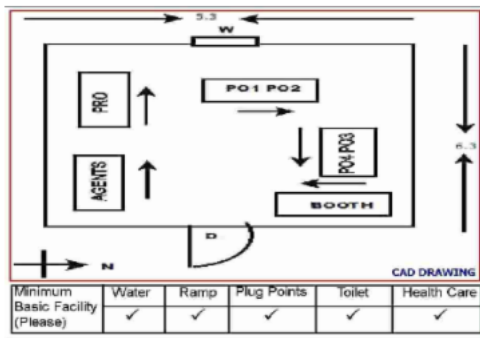 5.3
W
PRO
PO1 PO2
PO4 PO3
6.3
AGENTS
BOOTH
D
N
CAD DRAWING
Minimum Basic Facility (Please)
Water
Ramp
Plug Points
Toilet
Health Care
✓ ✓ ✓ ✓ ✓